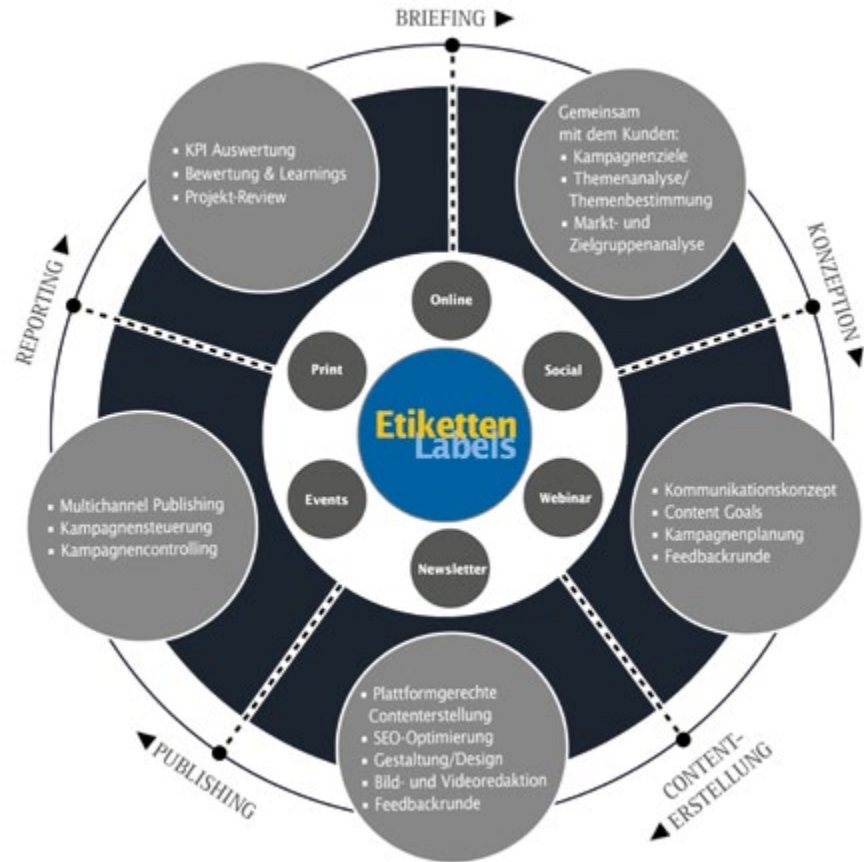 BRIEFING
Gemeinsam
mit dem Kunden:
▪ Kampagnenziele
▪ Themenanalyse/
Themenbestimmung
▪ Markt- und
Zielgruppenanalyse
KONZEPTION
▪ Kommunikationskonzept
▪ Content Goals
▪ Kampagnenplanung
▪ Feedbackrunde
CONTENT-
ERSTELLUNG
▪ Plattformgerechte
Contenterstellung
▪ SEO-Optimierung
▪ Gestaltung/Design
▪ Bild- und Videoredaktion
▪ Feedbackrunde
PUBLISHING
▪ Multichannel Publishing
▪ Kampagnensteuerung
▪ Kampagnencontrolling
REPORTING
▪ KPI Auswertung
▪ Bewertung & Learnings
▪ Projekt-Review
Online
Social
Webinar
Newsletter
Events
Print
Etiketten
Labels